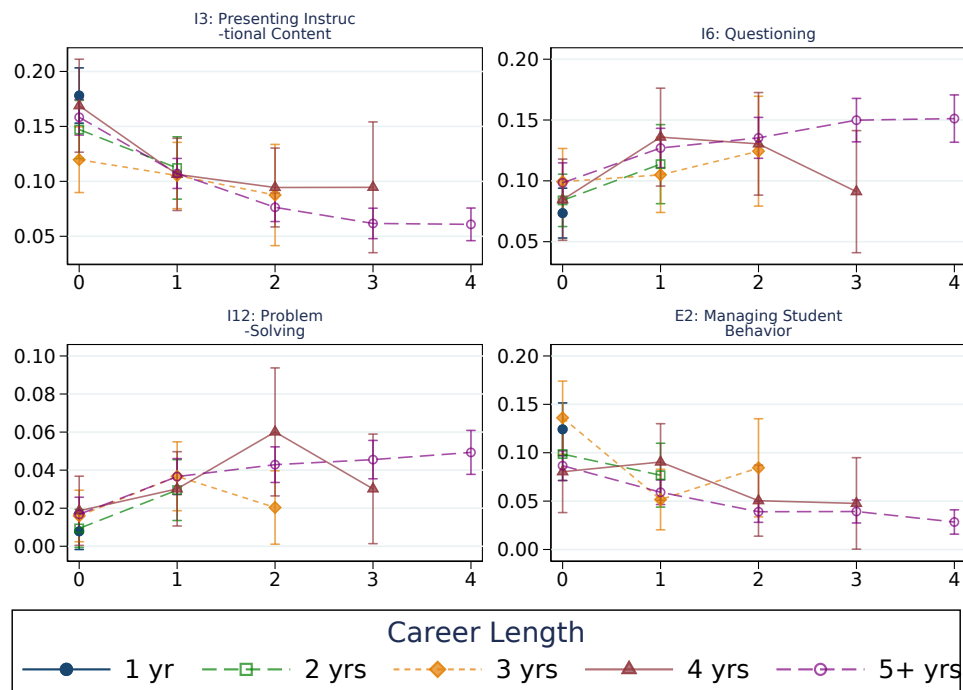 I3: Presenting Instruc
-tional Content
0.20
0.15
0.10
0.05
0 1 2 3 4
I6: Questioning
0.20
0.15
0.10
0.05
0 1 2 3 4
I12: Problem
-Solving
0.10
0.08
0.06
0.04
0.02
0.00
0 1 2 3 4
E2: Managing Student
Behavior
0.20
0.15
0.10
0.05
0.00
0 1 2 3 4
Career Length
1 yr 2 yrs 3 yrs 4 yrs 5+ yrs